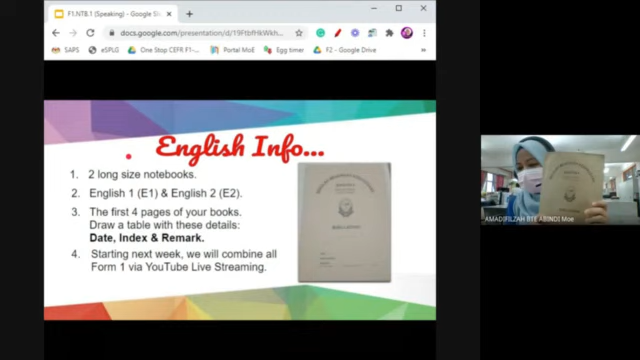 F1.NTB.1 (Speaking) - Google Sli
docs.google.com/presentation/d/19FtbfHkWkh...
SAPS
eSPLG
One Stop CEFR F1-...
Portal MoE
Egg timer
F2 - Google Drive
English Info...
1. 2 long size notebooks.
2. English 1 (E1) & English 2 (E2).
3. The first 4 pages of your books.
Draw a table with these details:
Date, Index & Remark.
4. Starting next week, we will combine all
Form 1 via YouTube Live Streaming.
AMADIFILZAH BTE ABINDI Moe